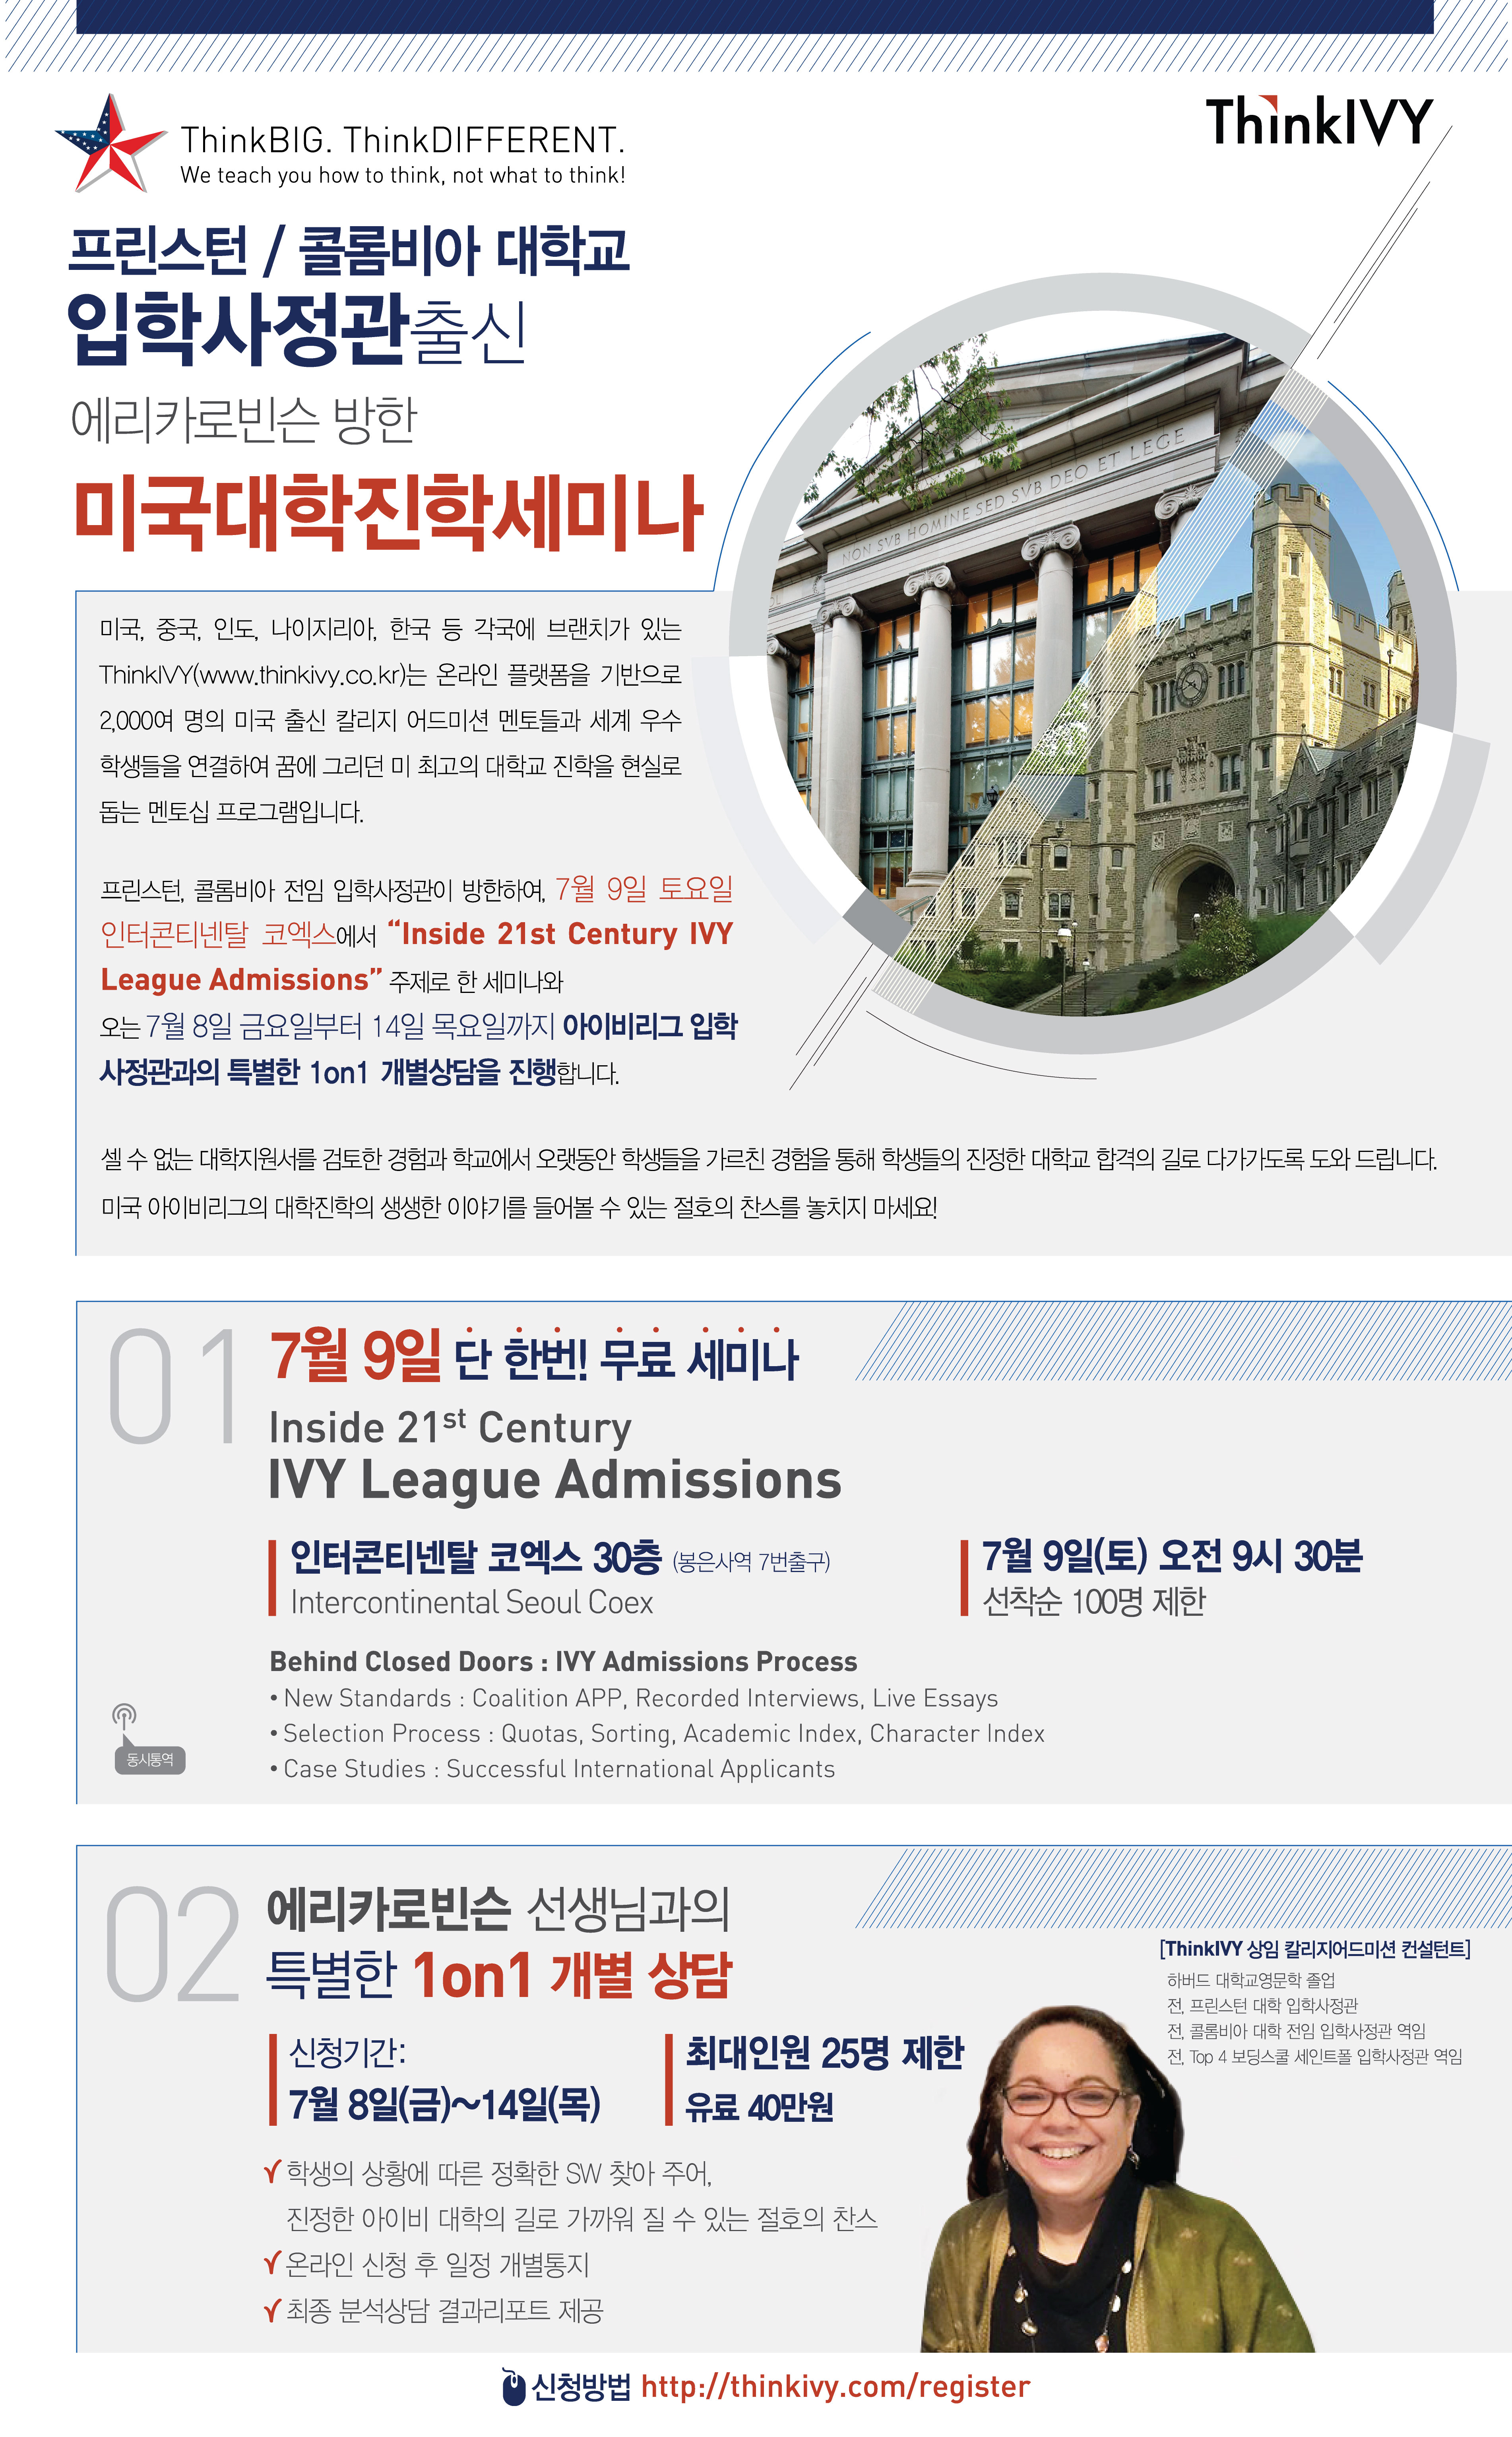 ThinkBIG. ThinkDIFFERENT.
We teach you how to think, not what to think!
ThinkIVY
프린스턴 / 콜롬비아 대학교
입학사정관출신
에리카로빈슨 방한
미국대학진학세미나
NON SVB HOMINE SED SVB DEO ET LEGE
미국, 중국, 인도, 나이지리아, 한국 등 각국에 브랜치가 있는
ThinkIVY(www.thinkivy.co.kr)는 온라인 플랫폼을 기반으로
2,000여 명의 미국 출신 칼리지 어드미션 멘토들과 세계 우수
학생들을 연결하여 꿈에 그리던 미 최고의 대학교 진학을 현실로
돕는 멘토십 프로그램입니다.
프린스턴, 콜롬비아 전임 입학사정관이 방한하여, 7월 9일 토요일
인터콘티넨탈 코엑스에서 “Inside 21st Century IVY
League Admissions” 주제로 한 세미나와
오는 7월 8일 금요일부터 14일 목요일까지 아이비리그 입학
사정관과의 특별한 1on1 개별상담을 진행합니다.
셀 수 없는 대학지원서를 검토한 경험과 학교에서 오랫동안 학생들을 가르친 경험을 통해 학생들의 진정한 대학교 합격의 길로 다가가도록 도와 드립니다.
미국 아이비리그의 대학진학의 생생한 이야기를 들어볼 수 있는 절호의 찬스를 놓치지 마세요!
01
7월 9일 단 한번! 무료 세미나
Inside 21st Century
IVY League Admissions
인터콘티넨탈 코엑스 30층 (봉은사역 7번출구)
Intercontinental Seoul Coex
7월 9일(토) 오전 9시 30분
선착순 100명 제한
Behind Closed Doors : IVY Admissions Process
• New Standards : Coalition APP, Recorded Interviews, Live Essays
• Selection Process : Quotas, Sorting, Academic Index, Character Index
• Case Studies : Successful International Applicants
동시통역
02
에리카로빈슨 선생님과의
특별한 1on1 개별 상담
[ThinkIVY 상임 칼리지어드미션 컨설턴트]
하버드 대학교영문학 졸업
전, 프린스턴 대학 입학사정관
전, 콜롬비아 대학 전임 입학사정관 역임
전, Top 4 보딩스쿨 세인트폴 입학사정관 역임
신청기간:
7월 8일(금)~14일(목)
최대인원 25명 제한
유료 40만원
학생의 상황에 따른 정확한 SW 찾아 주어,
진정한 아이비 대학의 길로 가까워 질 수 있는 절호의 찬스
온라인 신청 후 일정 개별통지
최종 분석상담 결과리포트 제공
신청방법 http://thinkivy.com/register